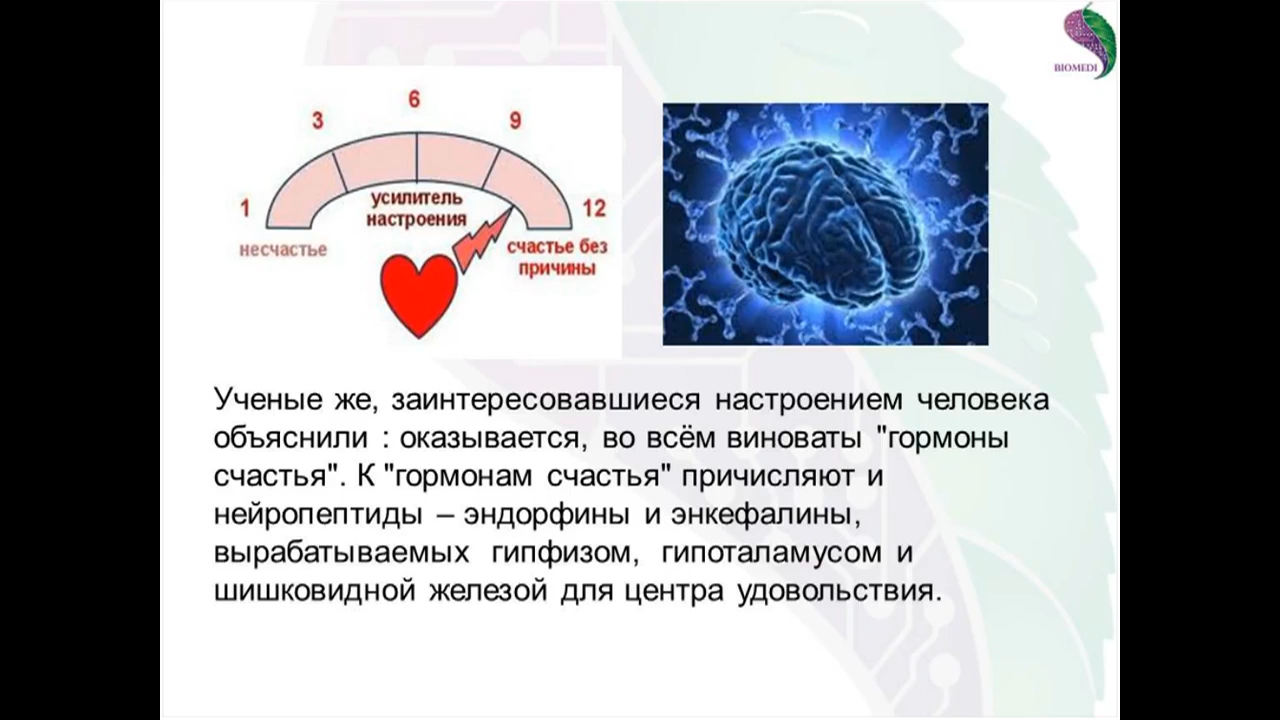 BIOMEDI
6
3
9
1
12
усилитель
настроения
несчастье
счастье без
причины
Ученые же, заинтересовавшиеся настроением человека
объяснили : оказывается, во всём виноваты "гормоны
счастья". К "гормонам счастья" причисляют и
нейропептиды – эндорфины и энкефалины,
вырабатываемых гипфизом, гипоталамусом и
шишковидной железой для центра удовольствия.